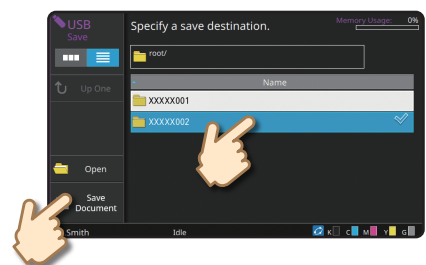 USB
Save
Specify a save destination.
Memory Usage: 0%
root/
Up One
Name
XXXXX001
XXXXX002
Open
Save
Document
Smith
Idle
K C M Y G